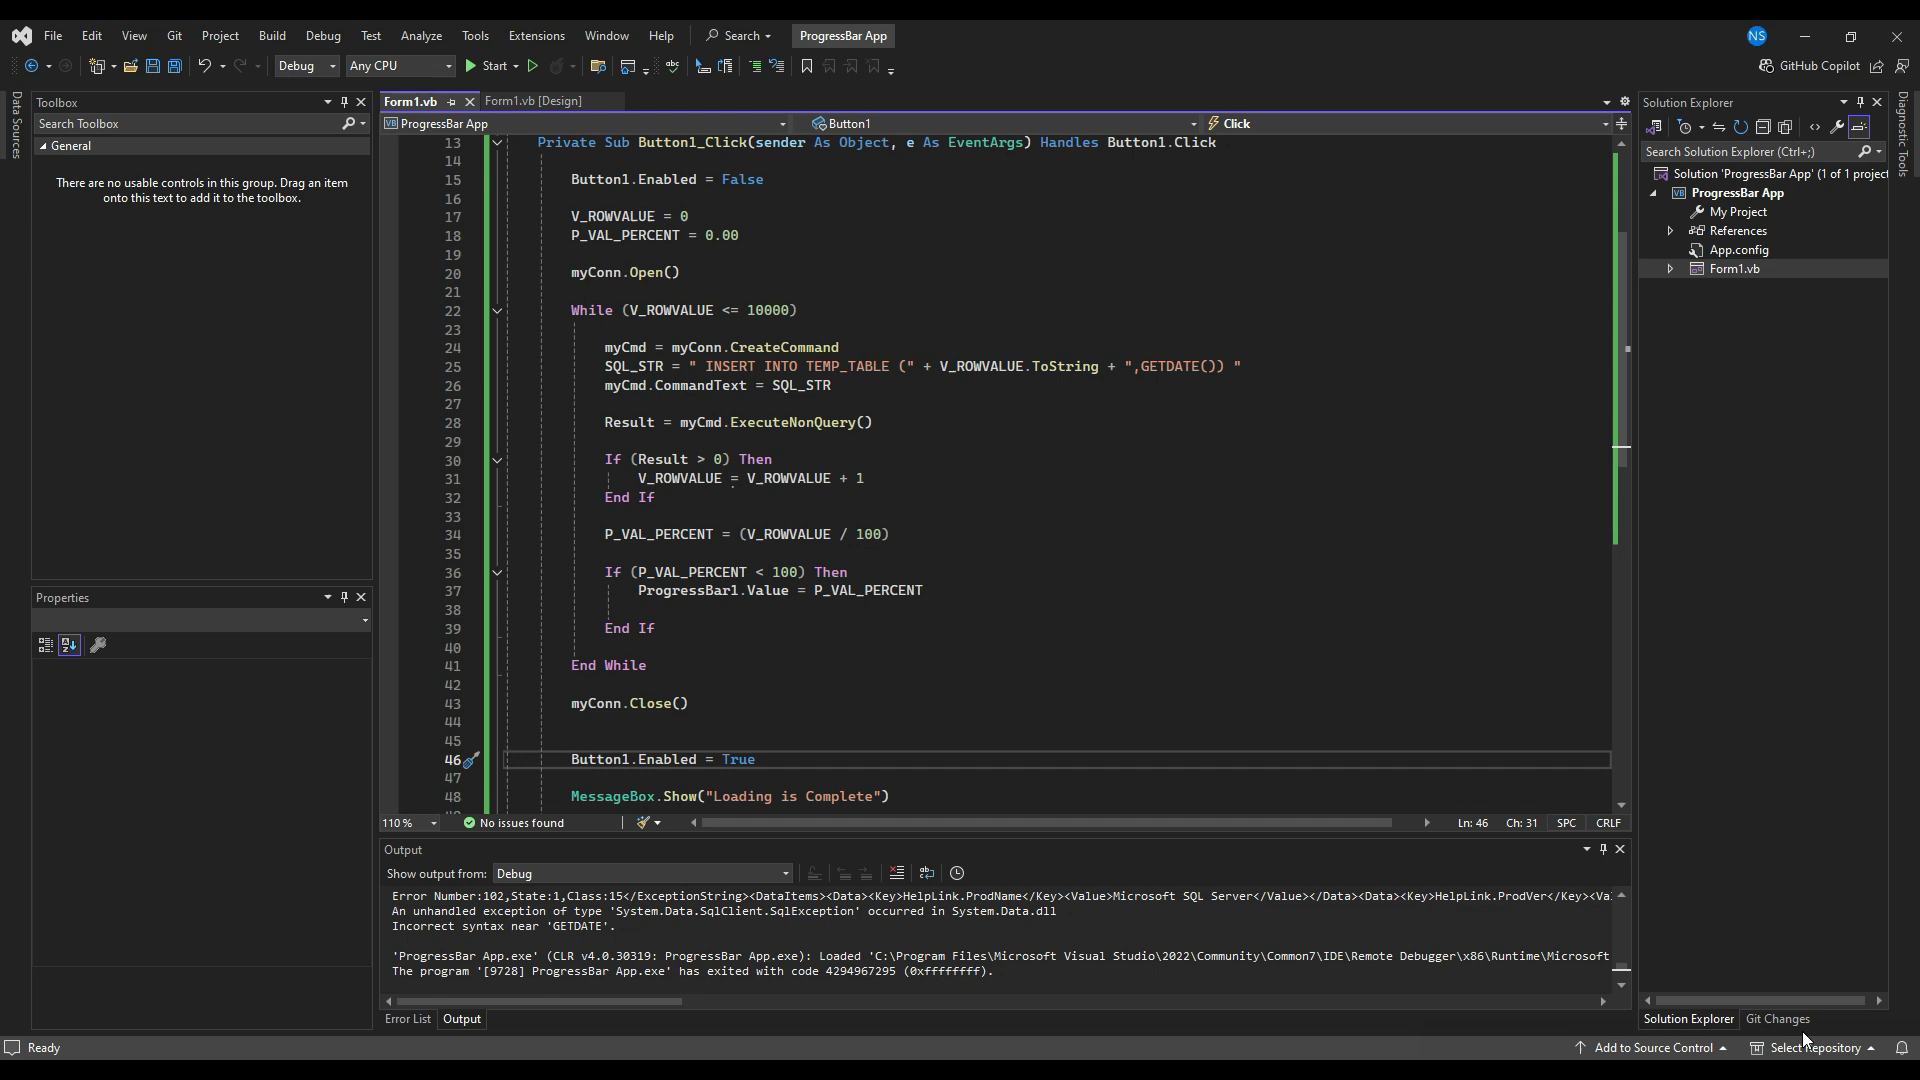 File Edit View Git Project Build Debug Test Analyze Tools Extensions Window Help Search ProgressBar App NS
Debug Any CPU Start GitHub Copilot
Data Sources
Toolbox
Search Toolbox
General
There are no usable controls in this group. Drag an item
onto this text to add it to the toolbox.
Properties
Form1.vb Form1.vb [Design]
VB ProgressBar App Button1 Click
13 Private Sub Button1_Click(sender As Object, e As EventArgs) Handles Button1.Click
14
15 Button1.Enabled = False
16
17 V_ROWVALUE = 0
18 P_VAL_PERCENT = 0.00
19
20 myConn.Open()
21
22 While (V_ROWVALUE <= 10000)
23
24 myCmd = myConn.CreateCommand
25 SQL_STR = " INSERT INTO TEMP_TABLE (" + V_ROWVALUE.ToString + ",GETDATE()) "
26 myCmd.CommandText = SQL_STR
27
28 Result = myCmd.ExecuteNonQuery()
29
30 If (Result > 0) Then
31 V_ROWVALUE = V_ROWVALUE + 1
32 End If
33
34 P_VAL_PERCENT = (V_ROWVALUE / 100)
35
36 If (P_VAL_PERCENT < 100) Then
37 ProgressBar1.Value = P_VAL_PERCENT
38
39 End If
40
41 End While
42
43 myConn.Close()
44
45
46 Button1.Enabled = True
47
48 MessageBox.Show("Loading is Complete")
110 % No issues found Ln: 46 Ch: 31 SPC CRLF
Output
Show output from: Debug
Error Number:102,State:1,Class:15</ExceptionString><DataItems><Data><Key>HelpLink.ProdName</Key><Value>Microsoft SQL Server</Value></Data><Data><Key>HelpLink.ProdVer</Key><Va
An unhandled exception of type 'System.Data.SqlClient.SqlException' occurred in System.Data.dll
Incorrect syntax near 'GETDATE'.
'ProgressBar App.exe' (CLR v4.0.30319: ProgressBar App.exe): Loaded 'C:\Program Files\Microsoft Visual Studio\2022\Community\Common7\IDE\Remote Debugger\x86\Runtime\Microsoft
The program '[9728] ProgressBar App.exe' has exited with code 4294967295 (0xffffffff).
Error List Output
Solution Explorer
Search Solution Explorer (Ctrl+;)
Solution 'ProgressBar App' (1 of 1 project
VB ProgressBar App
My Project
References
App.config
Form1.vb
Solution Explorer Git Changes
Diagnostic Tools
Ready Add to Source Control Select Repository